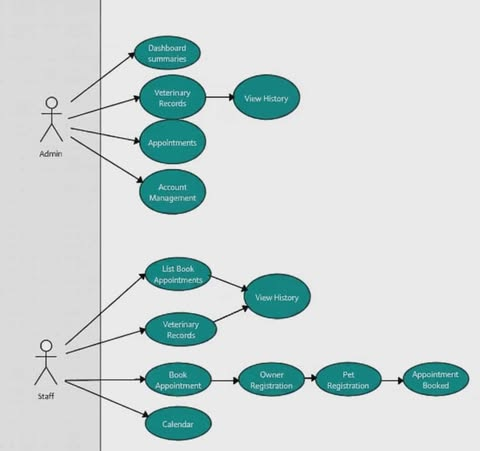 Dashboard
summaries
Veterinary
Records
View History
Appointments
Account
Management
Admin
List Book
Appointments
View History
Veterinary
Records
Book
Appointment
Owner
Registration
Pet
Registration
Appointment
Booked
Staff
Calendar